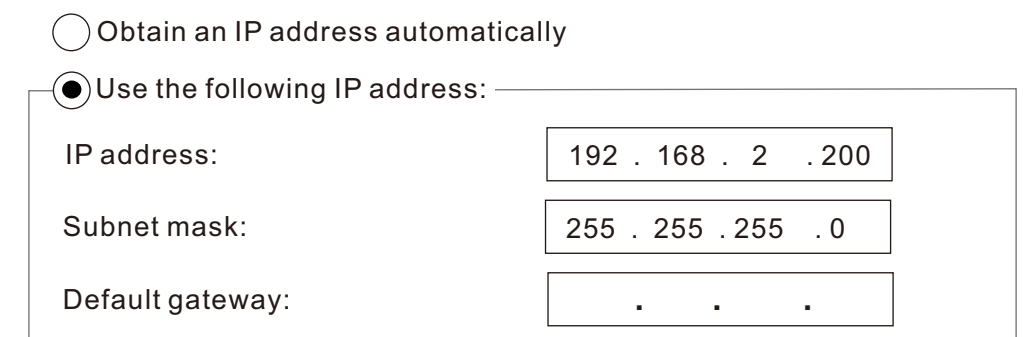 Obtain an IP address automatically
Use the following IP address:
IP address: 192 . 168 . 2 . 200
Subnet mask: 255 . 255 . 255 . 0
Default gateway: . . .